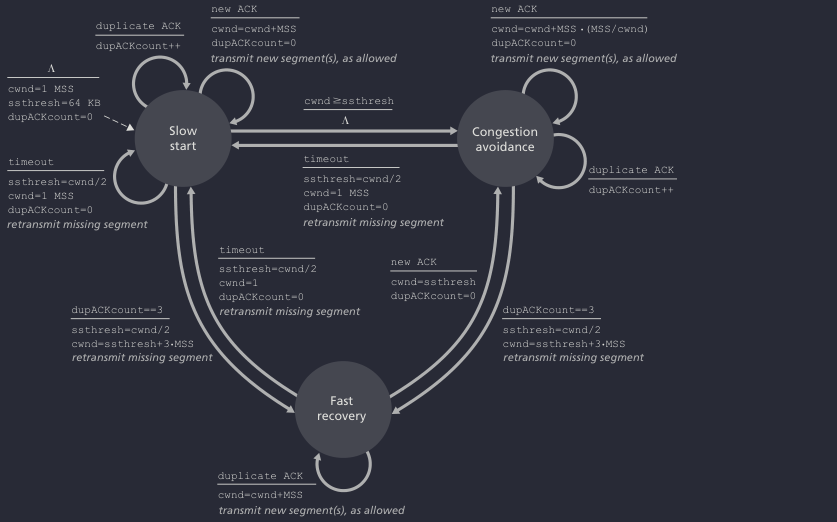 duplicate ACK
dupACKcount++
new ACK
cwnd=cwnd+MSS
dupACKcount=0
transmit new segment(s), as allowed
new ACK
cwnd=cwnd+MSS·(MSS/cwnd)
dupACKcount=0
transmit new segment(s), as allowed
Λ
cwnd=1 MSS
ssthresh=64 KB
dupACKcount=0
Slow
start
cwnd≥ssthresh
Λ
Congestion
avoidance
timeout
ssthresh=cwnd/2
cwnd=1 MSS
dupACKcount=0
retransmit missing segment
timeout
ssthresh=cwnd/2
cwnd=1 MSS
dupACKcount=0
retransmit missing segment
duplicate ACK
dupACKcount++
timeout
ssthresh=cwnd/2
cwnd=1
dupACKcount=0
retransmit missing segment
new ACK
cwnd=ssthresh
dupACKcount=0
dupACKcount==3
ssthresh=cwnd/2
cwnd=ssthresh+3·MSS
retransmit missing segment
dupACKcount==3
ssthresh=cwnd/2
cwnd=ssthresh+3·MSS
retransmit missing segment
Fast
recovery
duplicate ACK
cwnd=cwnd+MSS
transmit new segment(s), as allowed